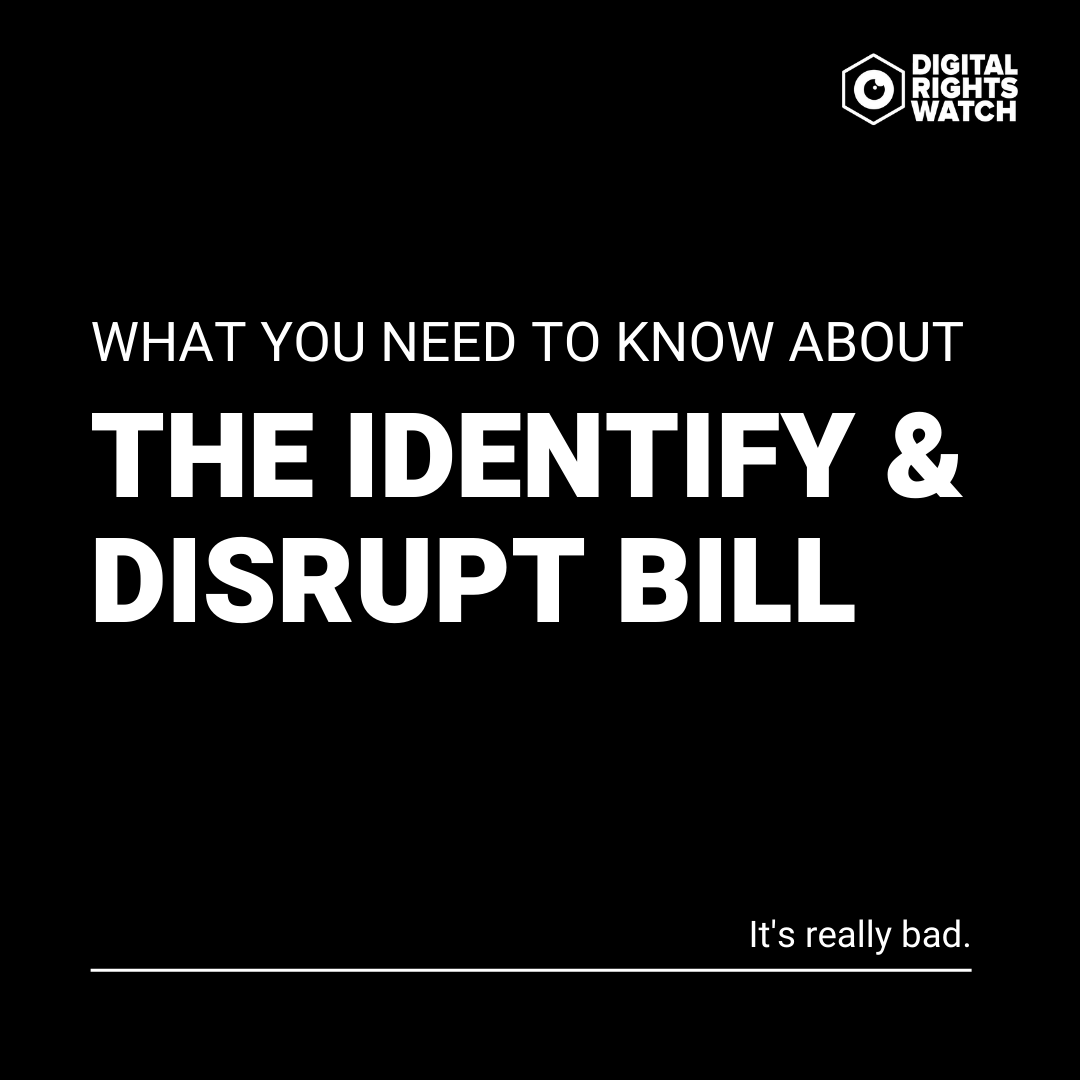 DIGITAL
RIGHTS
WATCH
WHAT YOU NEED TO KNOW ABOUT
THE IDENTIFY &
DISRUPT BILL
It's really bad.